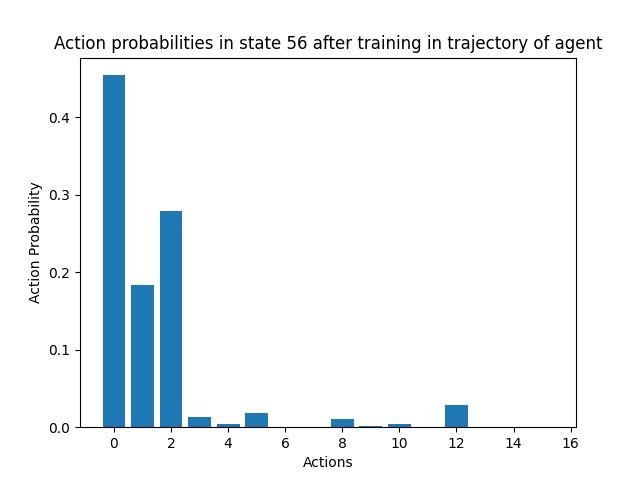 Action probabilities in state 56 after training in trajectory of agent
Action Probability
0.4
0.3
0.2
0.1
0.0
0 2 4 6 8 10 12 14 16
Actions